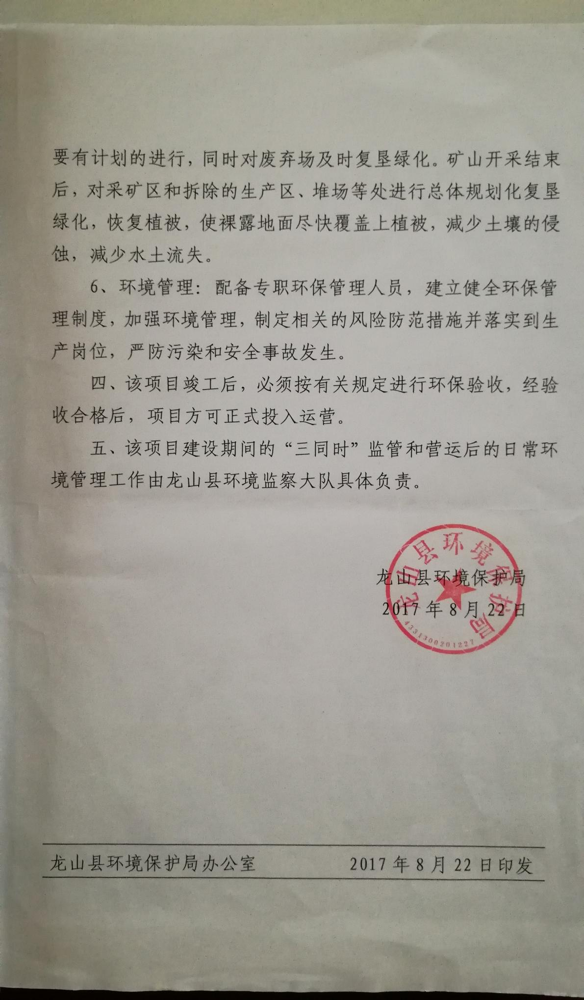 要有计划的进行，同时对废弃场及时复垦绿化。矿山开采结束
后，对采矿区和拆除的生产区、堆场等处进行总体规划化复垦
绿化，恢复植被，使裸露地面尽快覆盖上植被，减少土壤的侵
蚀，减少水土流失。
6、环境管理：配备专职环保管理人员，建立健全环保管
理制度，加强环境管理，制定相关的风险防范措施并落实到生
产岗位，严防污染和安全事故发生。
四、该项目竣工后，必须按有关规定进行环保验收，经验
收合格后，项目方可正式投入运营。
五、该项目建设期间的“三同时”监管和营运后的日常环
境管理工作由龙山县环境监察大队具体负责。
龙山县环境保护局
龙山县环境保护局
2017年8月22日
4331300201227
龙山县环境保护局办公室 2017年8月22日印发